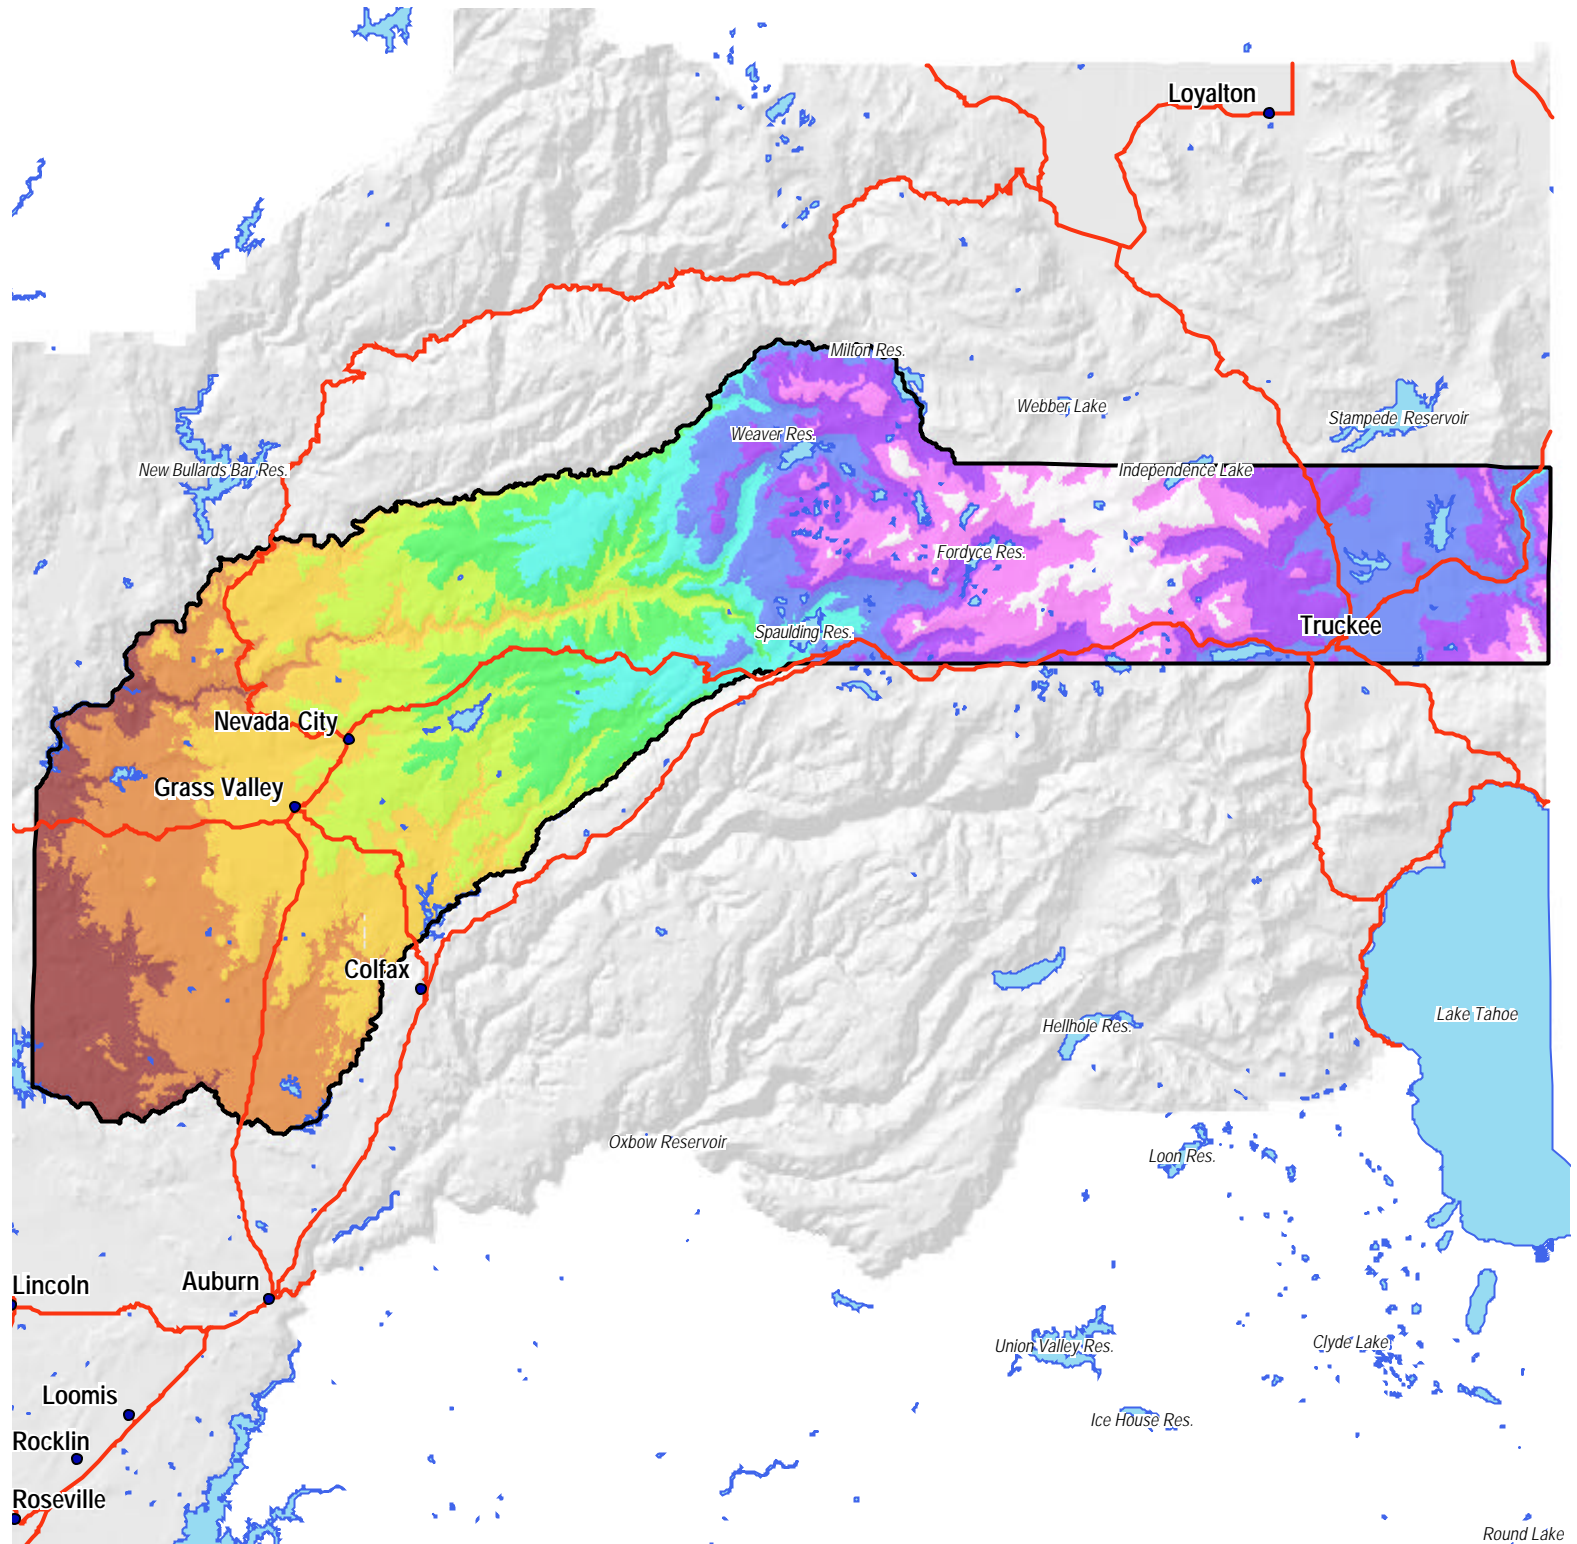 Loyalton
Milton Res.
Webber Lake
Stampede Reservoir
Weaver Res.
New Bullards Bar Res.
Independence Lake
Fordyce Res.
Spaulding Res.
Truckee
Nevada City
Grass Valley
Colfax
Lake Tahoe
Hellhole Res.
Oxbow Reservoir
Loon Res.
Lincoln
Auburn
Union Valley Res.
Clyde Lake
Loomis
Ice House Res.
Rocklin
Roseville
Round Lake